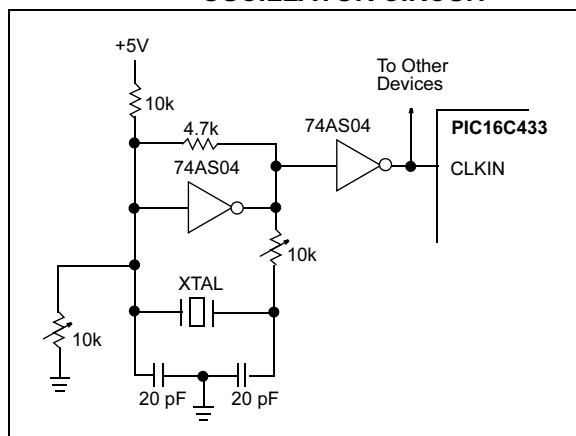 OSCILLATOR CIRCUIT
+5V
To Other
Devices
10k
4.7k
74AS04
PIC16C433
74AS04
CLKIN
10k
XTAL
10k
20 pF
20 pF